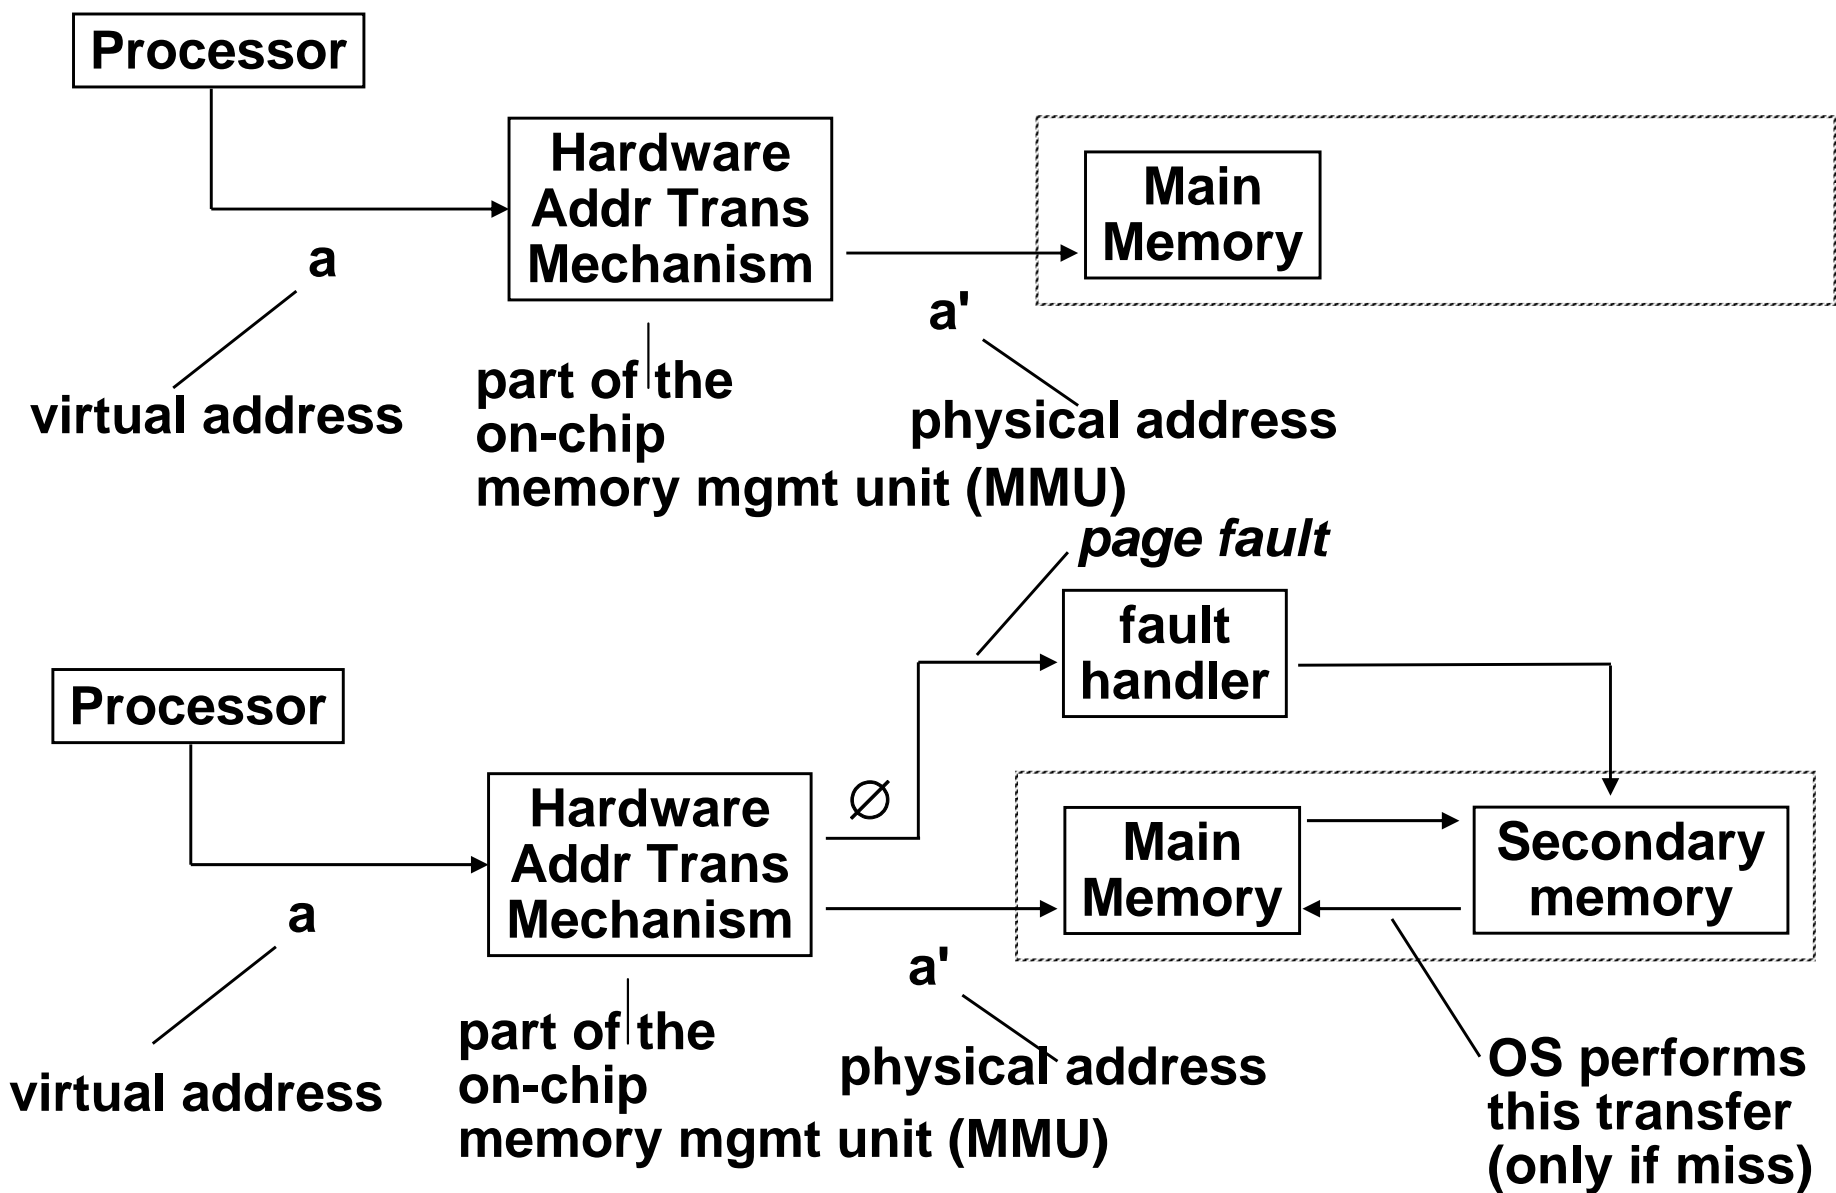 Processor
Hardware
Addr Trans
Mechanism
Main
Memory
a
a'
virtual address
part of the
on-chip
memory mgmt unit (MMU)
physical address
page fault
fault
handler
Processor
Hardware
Addr Trans
Mechanism
∅
Main
Memory
Secondary
memory
a
a'
virtual address
part of the
on-chip
memory mgmt unit (MMU)
physical address
OS performs
this transfer
(only if miss)